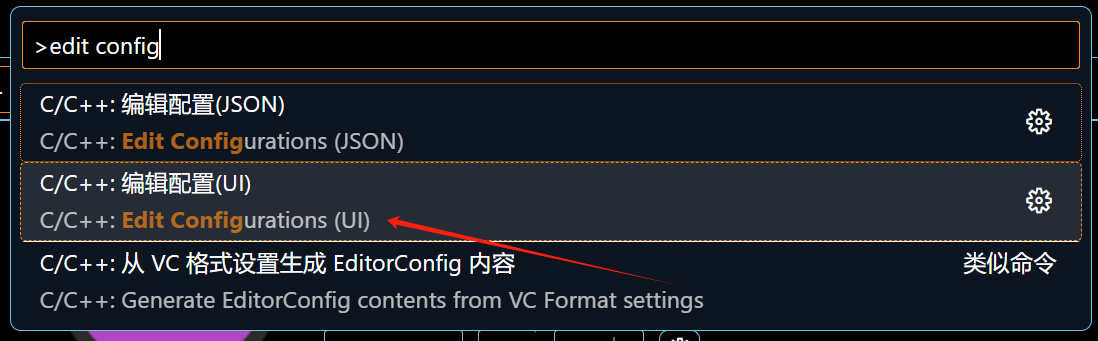 >edit config
C/C++: 编辑配置(JSON)
C/C++: Edit Configurations (JSON)
C/C++: 编辑配置(UI)
C/C++: Edit Configurations (UI)
C/C++: 从 VC 格式设置生成 EditorConfig 内容 类似命令
C/C++: Generate EditorConfig contents from VC Format settings